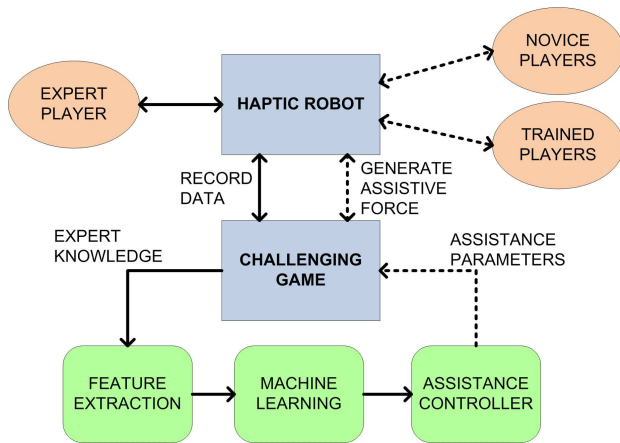 NOVICE
PLAYERS
EXPERT
PLAYER
HAPTIC ROBOT
TRAINED
PLAYERS
RECORD
DATA
GENERATE
ASSISTIVE
FORCE
EXPERT
KNOWLEDGE
CHALLENGING
GAME
ASSISTANCE
PARAMETERS
FEATURE
EXTRACTION
MACHINE
LEARNING
ASSISTANCE
CONTROLLER